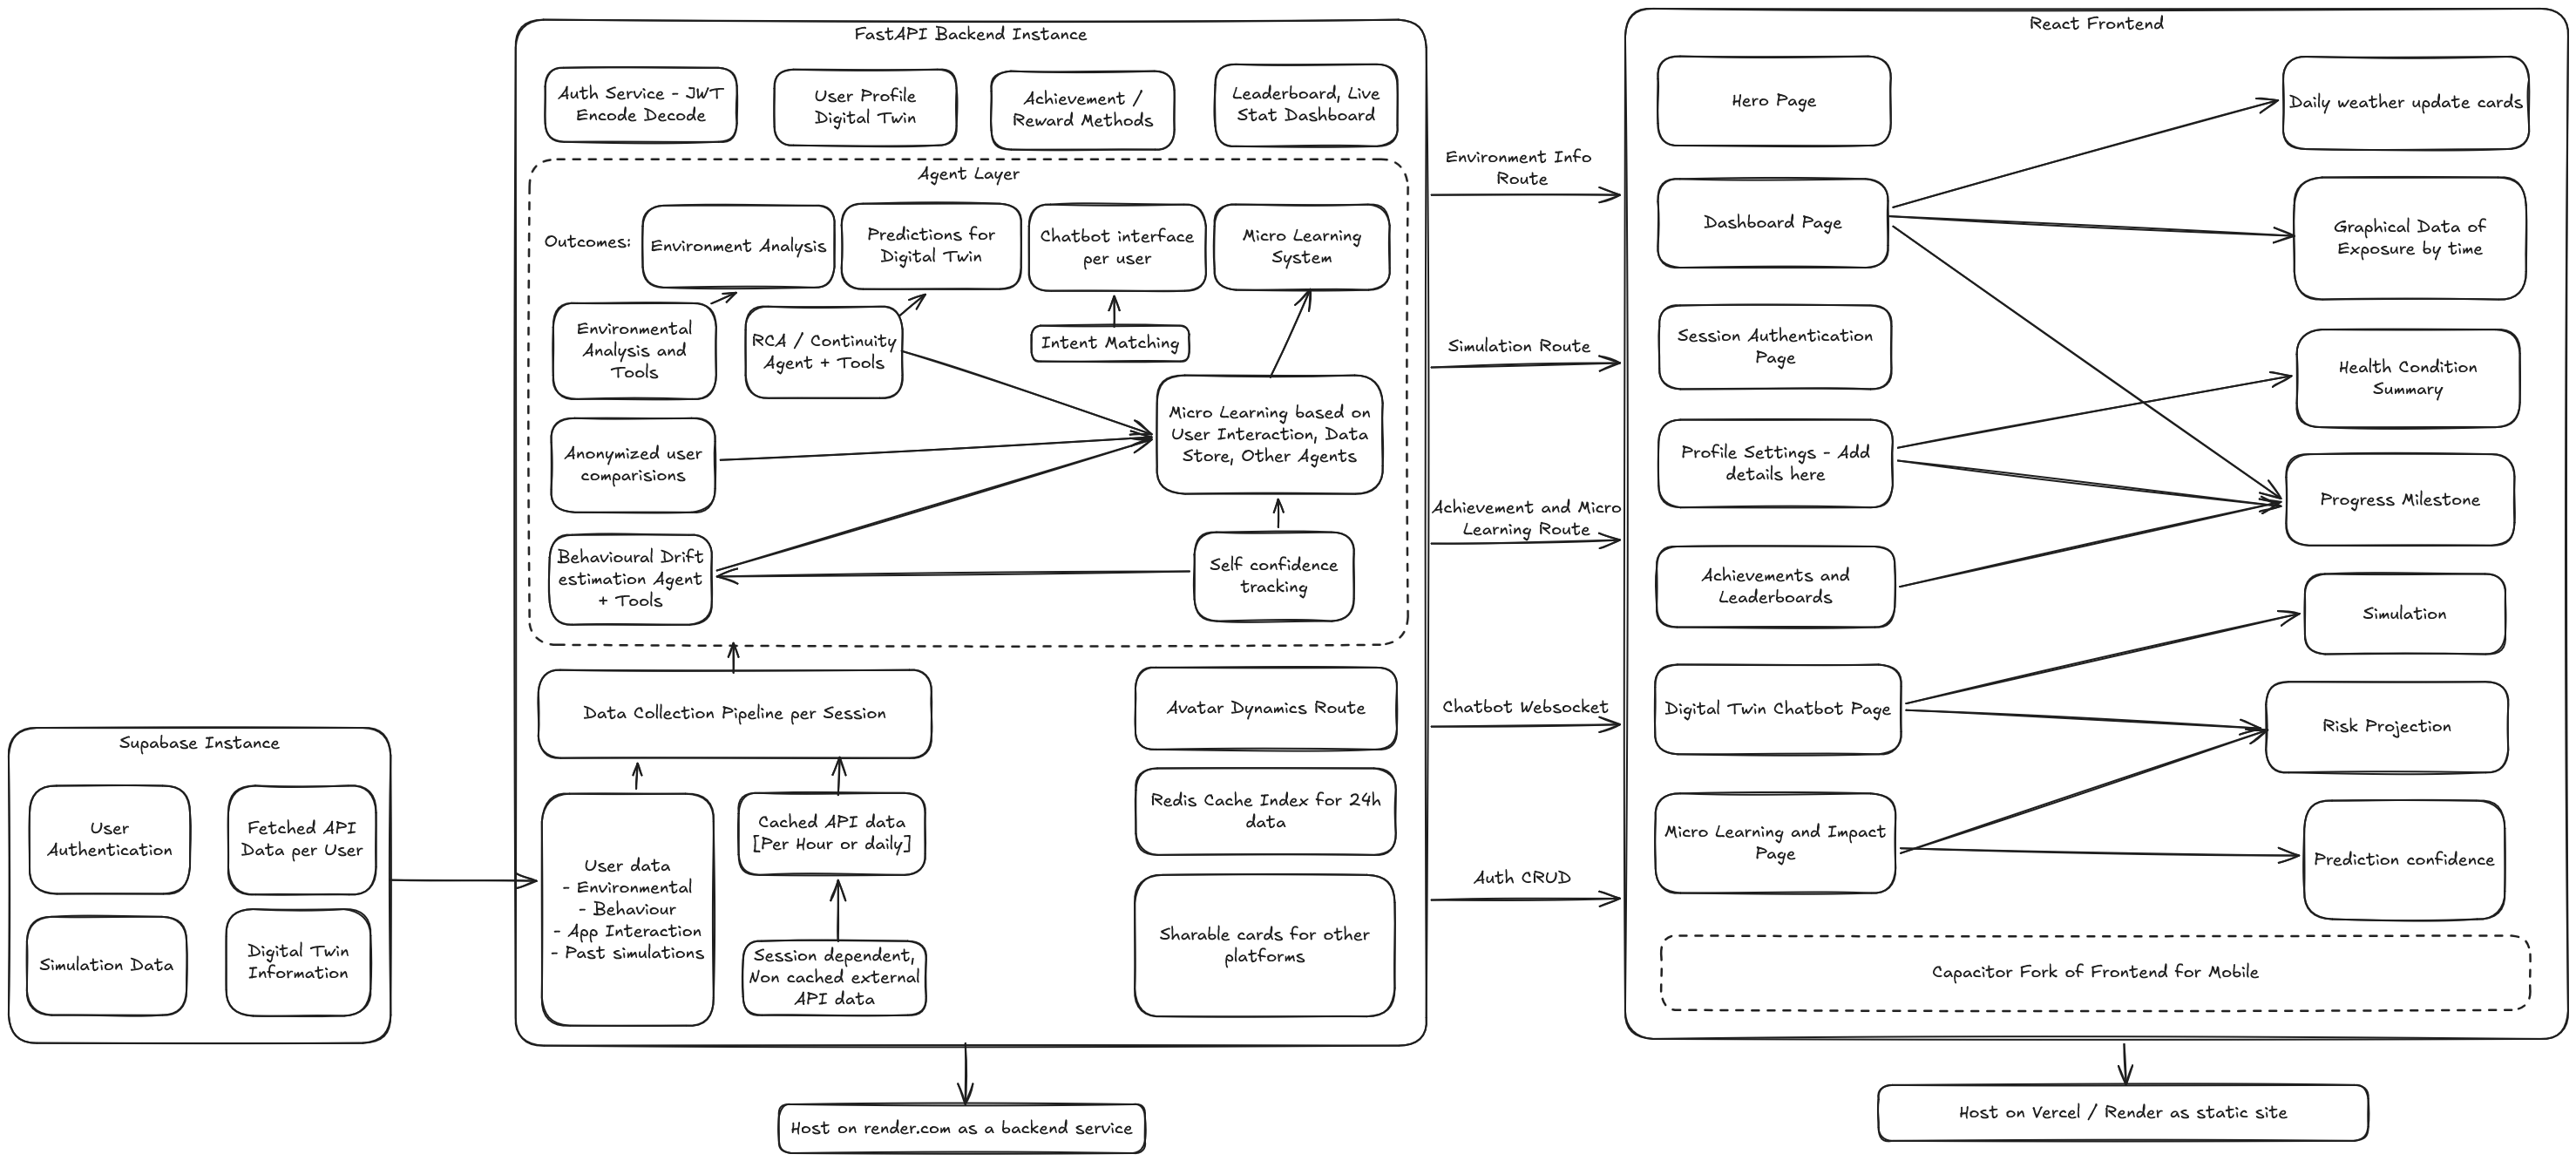 FastAPI Backend Instance
Auth Service - JWT
Encode Decode
User Profile
Digital Twin
Achievement /
Reward Methods
Leaderboard, Live
Stat Dashboard
Agent Layer
Outcomes:
Environment Analysis
Predictions for
Digital Twin
Chatbot interface
per user
Micro Learning
System
Environmental
Analysis and
Tools
RCA / Continuity
Agent + Tools
Intent Matching
Micro Learning based on
User Interaction, Data
Store, Other Agents
Anonymized user
comparisions
Behavioural Drift
estimation Agent
+ Tools
Self confidence
tracking
Data Collection Pipeline per Session
Avatar Dynamics Route
Redis Cache Index for 24h
data
Sharable cards for other
platforms
User data
- Environmental
- Behaviour
- App Interaction
- Past simulations
Cached API data
[Per Hour or daily]
Session dependent,
Non cached external
API data
Supabase Instance
User
Authentication
Fetched API
Data per User
Simulation Data
Digital Twin
Information
Host on render.com as a backend service
Environment Info
Route
Simulation Route
Achievement and Micro
Learning Route
Chatbot Websocket
Auth CRUD
React Frontend
Hero Page
Dashboard Page
Session Authentication
Page
Profile Settings - Add
details here
Achievements and
Leaderboards
Digital Twin Chatbot Page
Micro Learning and Impact
Page
Daily weather update cards
Graphical Data of
Exposure by time
Health Condition
Summary
Progress Milestone
Simulation
Risk Projection
Prediction confidence
Capacitor Fork of Frontend for Mobile
Host on Vercel / Render as static site